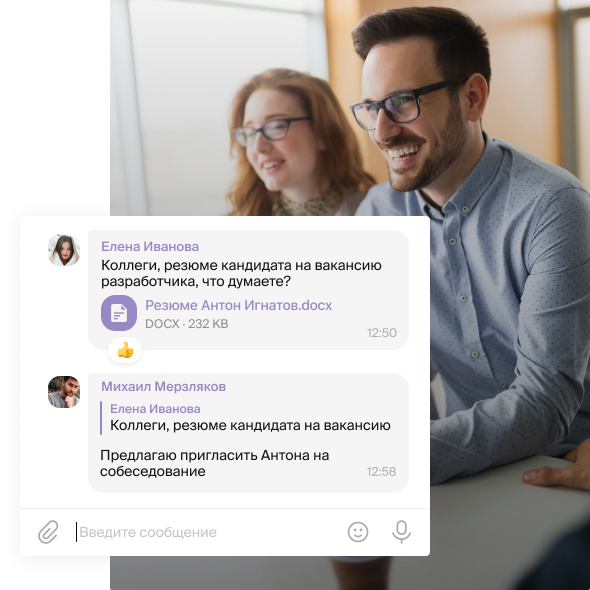 Елена Иванова
Коллеги, резюме кандидата на вакансию
разработчика, что думаете?
Резюме Антон Игнатов.docx
DOCX · 232 KB
12:50
Михаил Мерзляков
Елена Иванова
Коллеги, резюме кандидата на вакансию
Предлагаю пригласить Антона на
собеседование
12:58
Введите сообщение